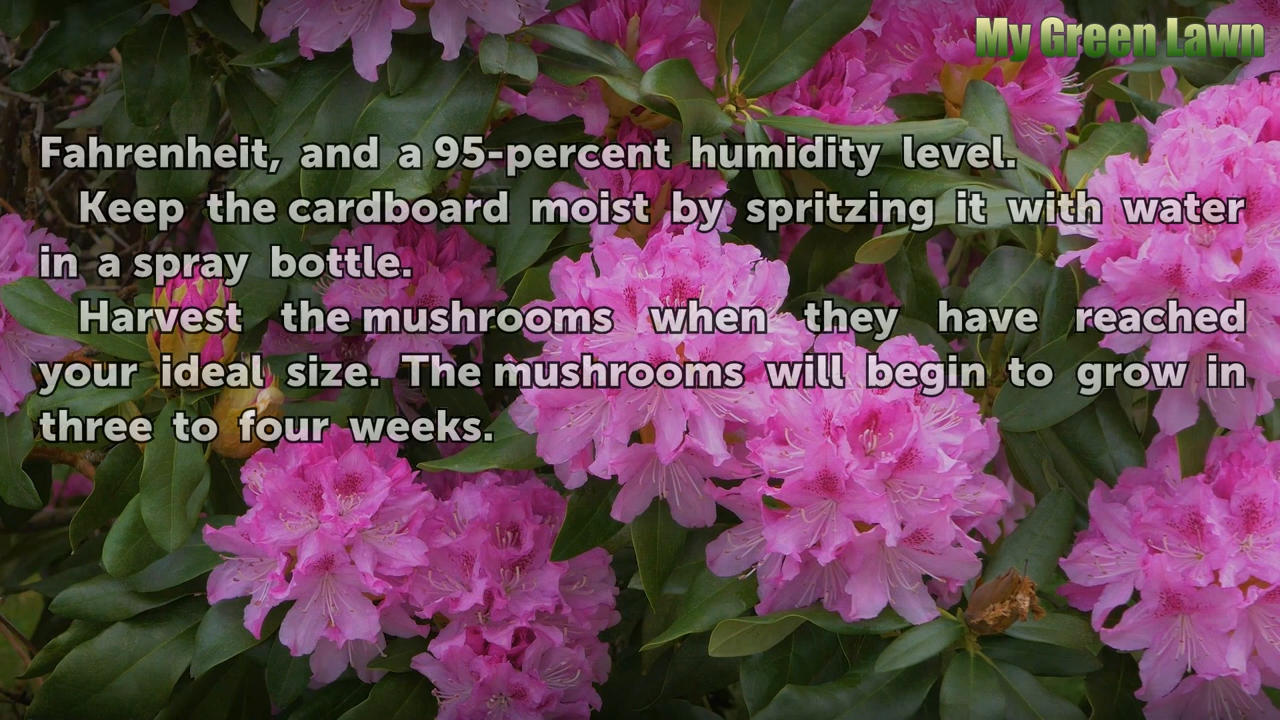 My Green Lawn
Fahrenheit, and a 95-percent humidity level.
Keep the cardboard moist by spritzing it with water
in a spray bottle.
Harvest the mushrooms when they have reached
your ideal size. The mushrooms will begin to grow in
three to four weeks.